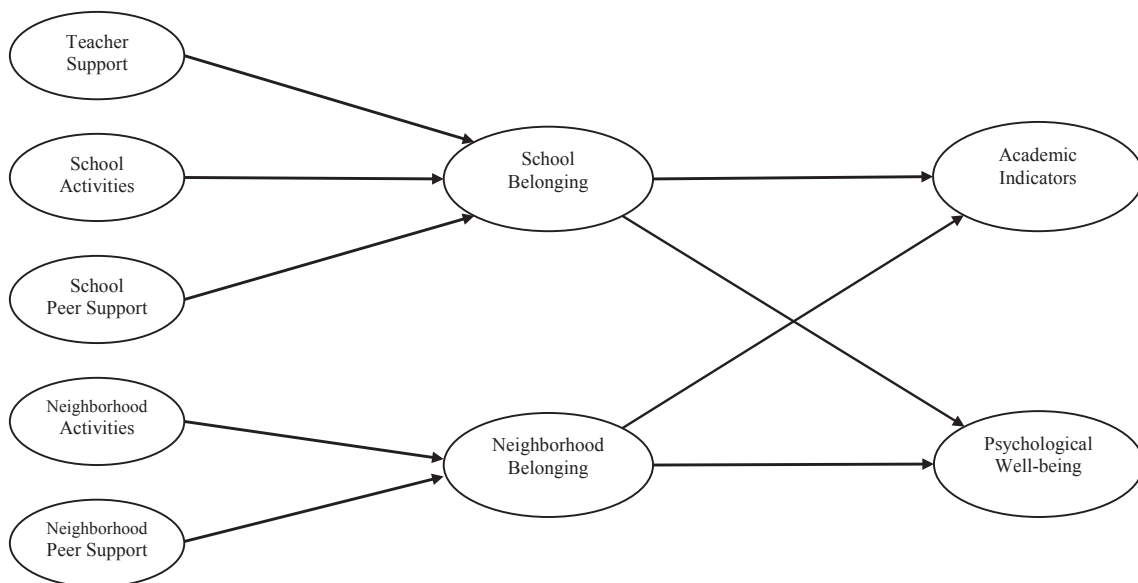 Teacher
Support
School
Activities
School
Peer Support
Neighborhood
Activities
Neighborhood
Peer Support
School
Belonging
Neighborhood
Belonging
Academic
Indicators
Psychological
Well-being